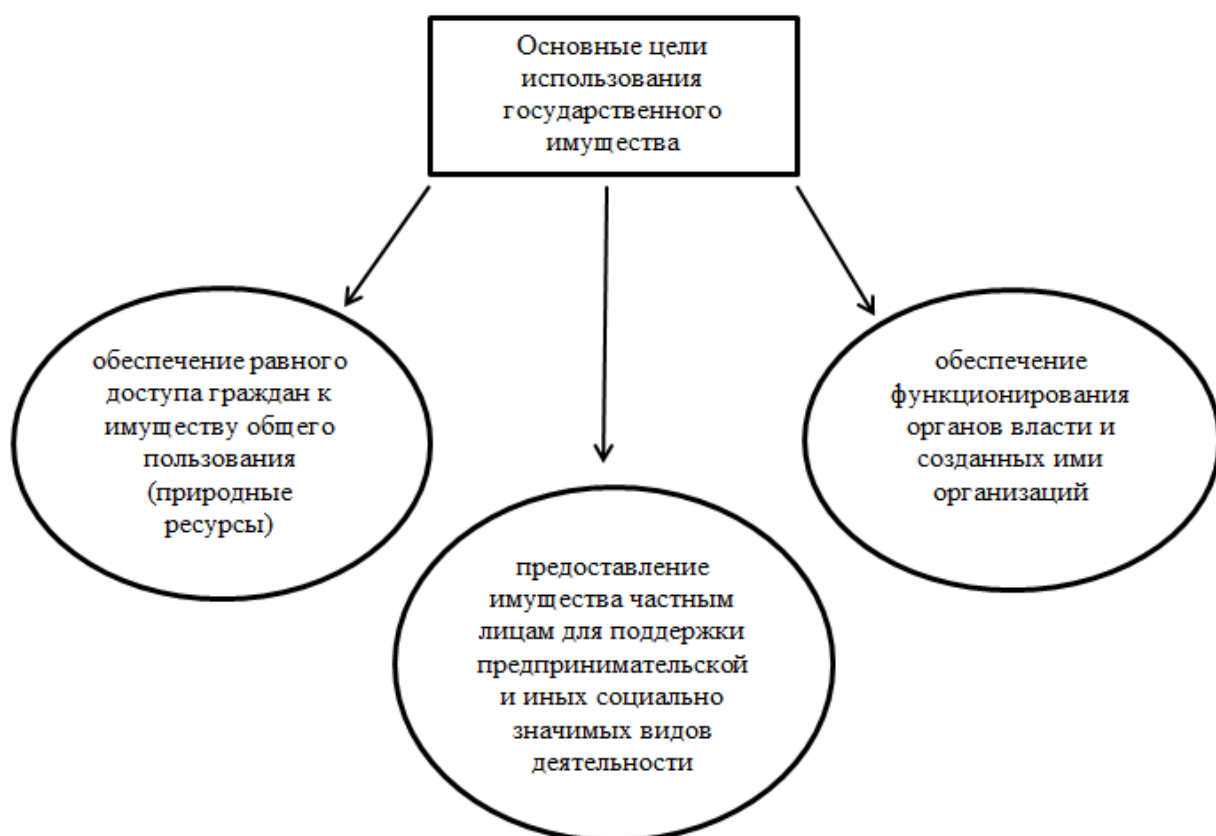 Основные цели
использования
государственного
имущества
обеспечение равного
доступа граждан к
имуществу общего
пользования
(природные
ресурсы)
предоставление
имущества частным
лицам для поддержки
предпринимательской
и иных социально
значимых видов
деятельности
обеспечение
функционирования
органов власти и
созданных ими
организаций